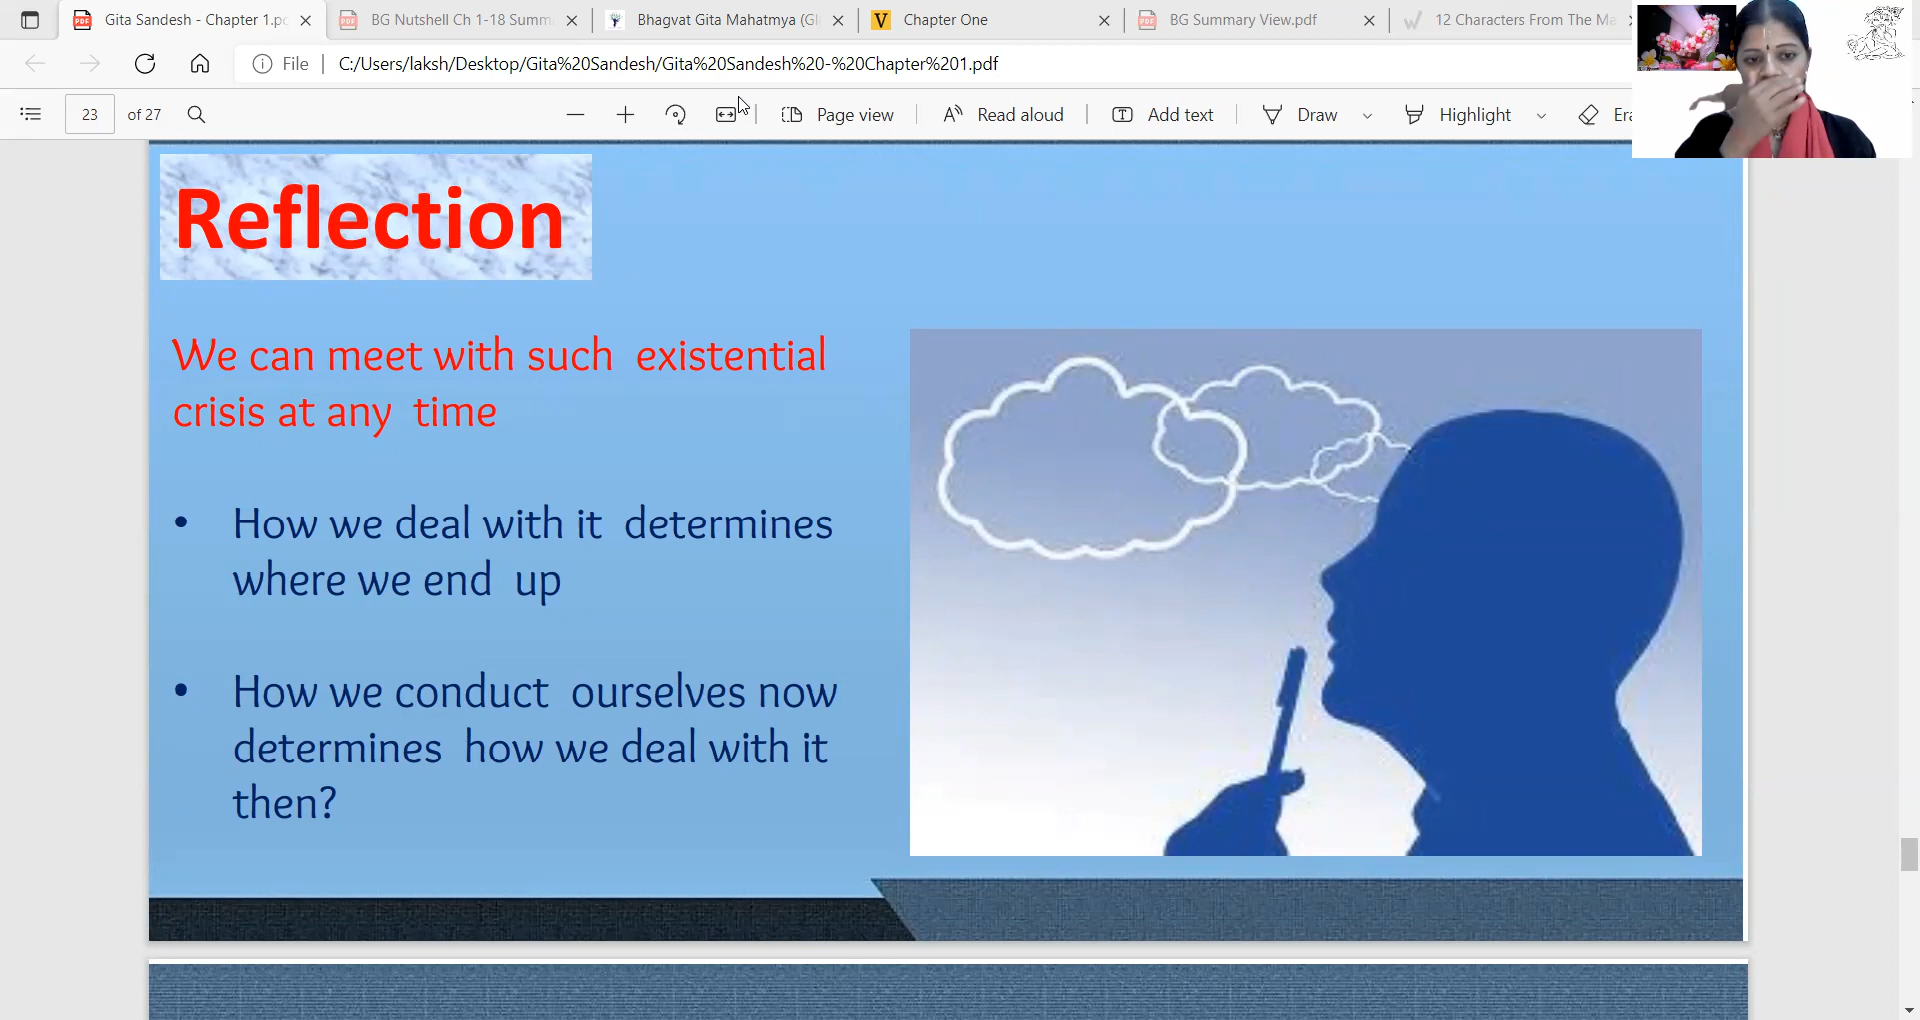 Gita Sandesh - Chapter 1.pc
BG Nutshell Ch 1-18 Summ
Bhagvat Gita Mahatmya (Gl
Chapter One
BG Summary View.pdf
12 Characters From The Ma
File
C:/Users/laksh/Desktop/Gita%20Sandesh/Gita%20Sandesh%20-%20Chapter%201.pdf
23 of 27
Page view
Read aloud
Add text
Draw
Highlight
Era
Reflection
We can meet with such existential
crisis at any time
• How we deal with it determines
where we end up
• How we conduct ourselves now
determines how we deal with it
then?